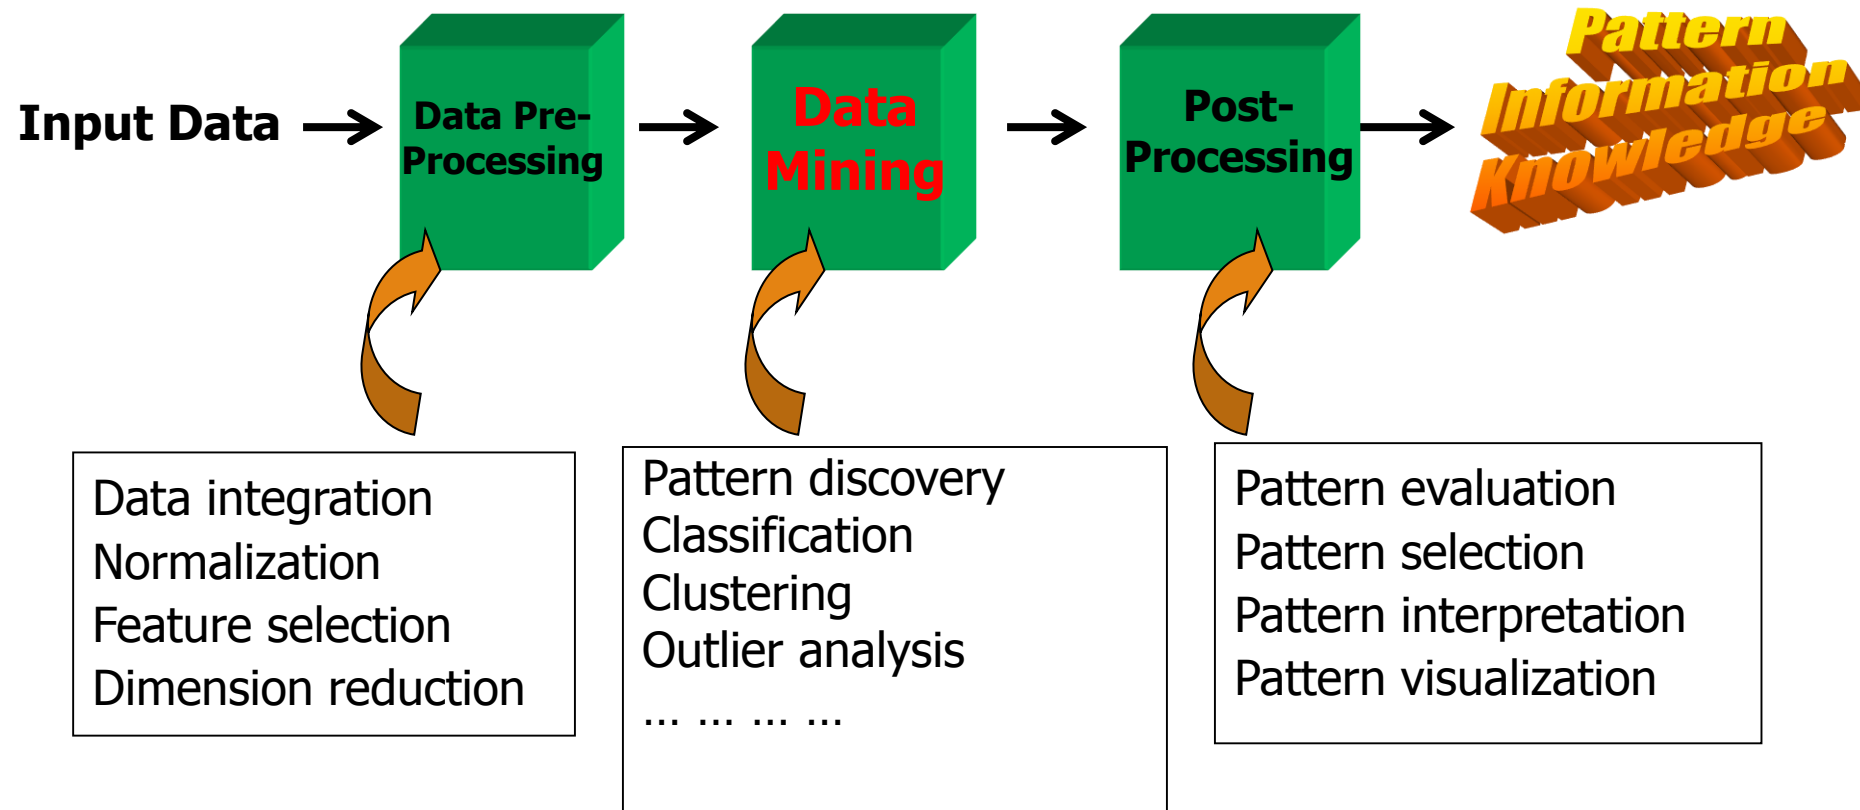 Input Data
Data Pre-
Processing
Data
Mining
Post-
Processing
Pattern
Information
Knowledge
Data integration
Normalization
Feature selection
Dimension reduction
Pattern discovery
Classification
Clustering
Outlier analysis
… … … …
Pattern evaluation
Pattern selection
Pattern interpretation
Pattern visualization